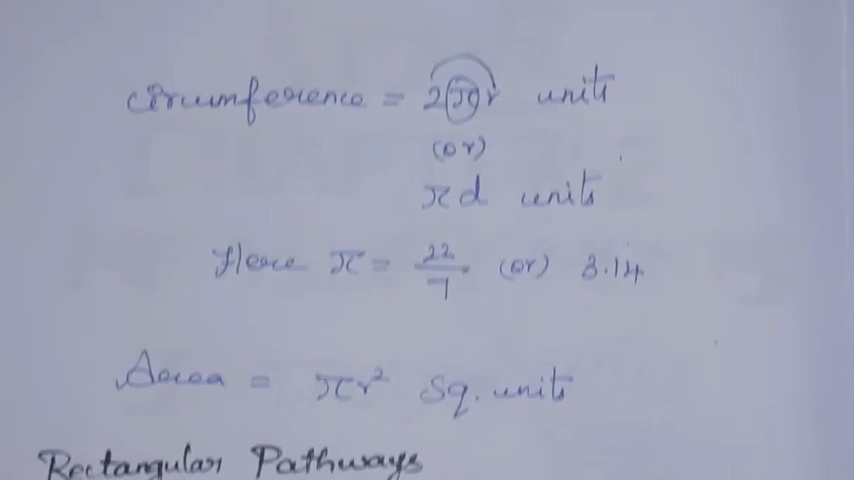 Circumference = 2πr units
(or)
πd units
Here π = 22/7 (or) 3.14
Area = πr² Sq. units
Rectangular Pathways